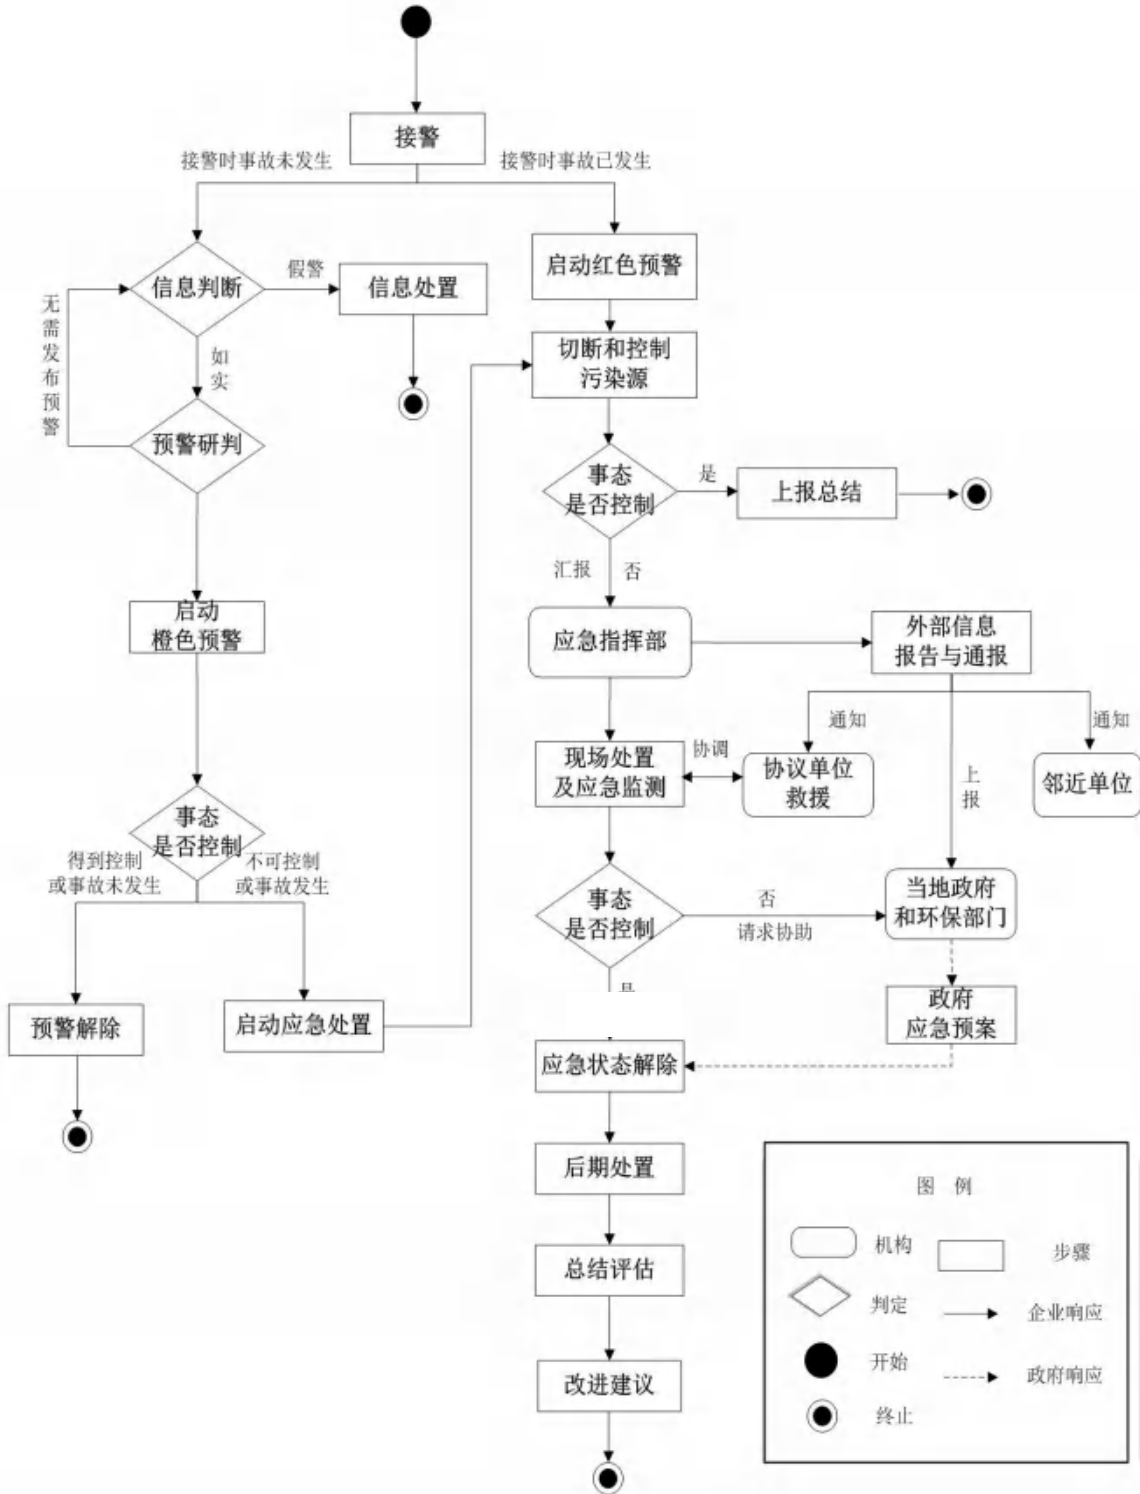 接警
接警时事故未发生
接警时事故已发生
信息判断
假警
信息处置
启动红色预警
无需发布预警
如实
切断和控制
污染源
预警研判
事态
是否控制
是
上报总结
汇报
否
启动
橙色预警
应急指挥部
外部信息
报告与通报
通知
通知
协调
现场处置
及应急监测
协议单位
救援
上报
邻近单位
事态
是否控制
得到控制
或事故未发生
不可控制
或事故发生
事态
是否控制
否
请求协助
当地政府
和环保部门
预警解除
启动应急处置
政府
应急预案
应急状态解除
后期处置
总结评估
改进建议
图 例
机构
步骤
判定
企业响应
开始
政府响应
终止